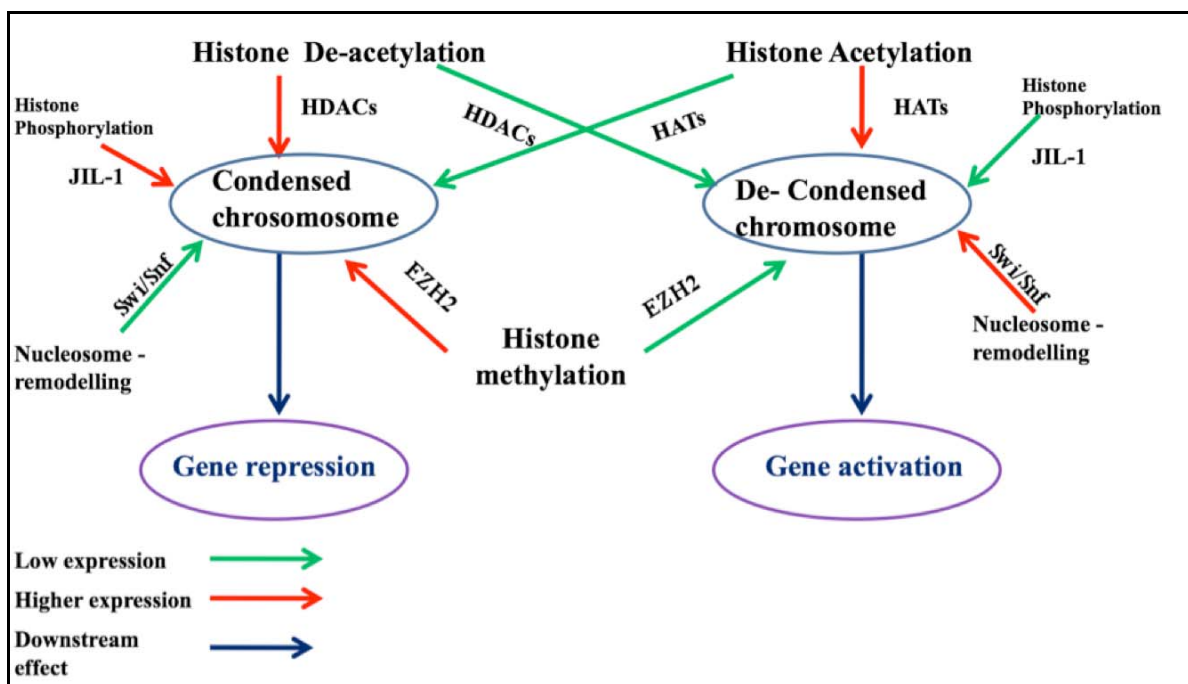 Histone De-acetylation
Histone Acetylation
HDACs
HDACs
HATs
HATs
Histone
Phosphorylation
JIL-1
Histone
Phosphorylation
JIL-1
Condensed
chrosomosome
De- Condensed
chromosome
Swi/Snf
Nucleosome -
remodelling
EZH2
Histone
methylation
EZH2
Swi/Snf
Nucleosome -
remodelling
Gene repression
Gene activation
Low expression
Higher expression
Downstream
effect